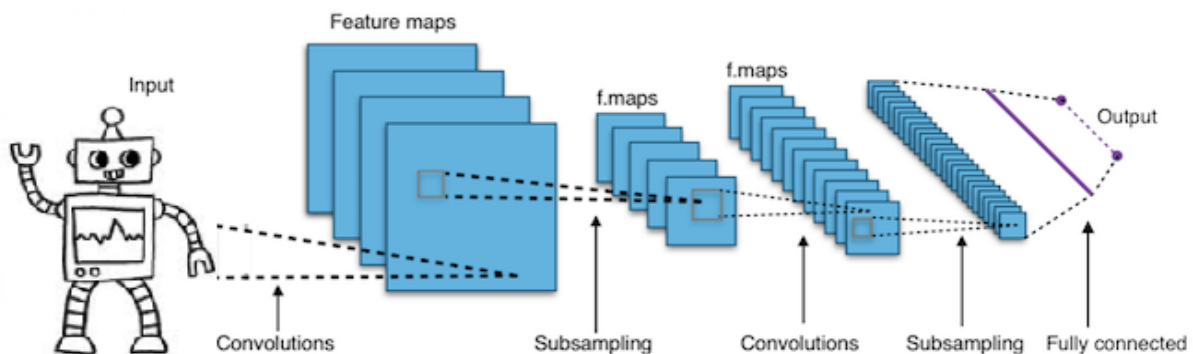 Feature maps
Input
f.maps
f.maps
Output
Convolutions
Subsampling
Convolutions
Subsampling
Fully connected